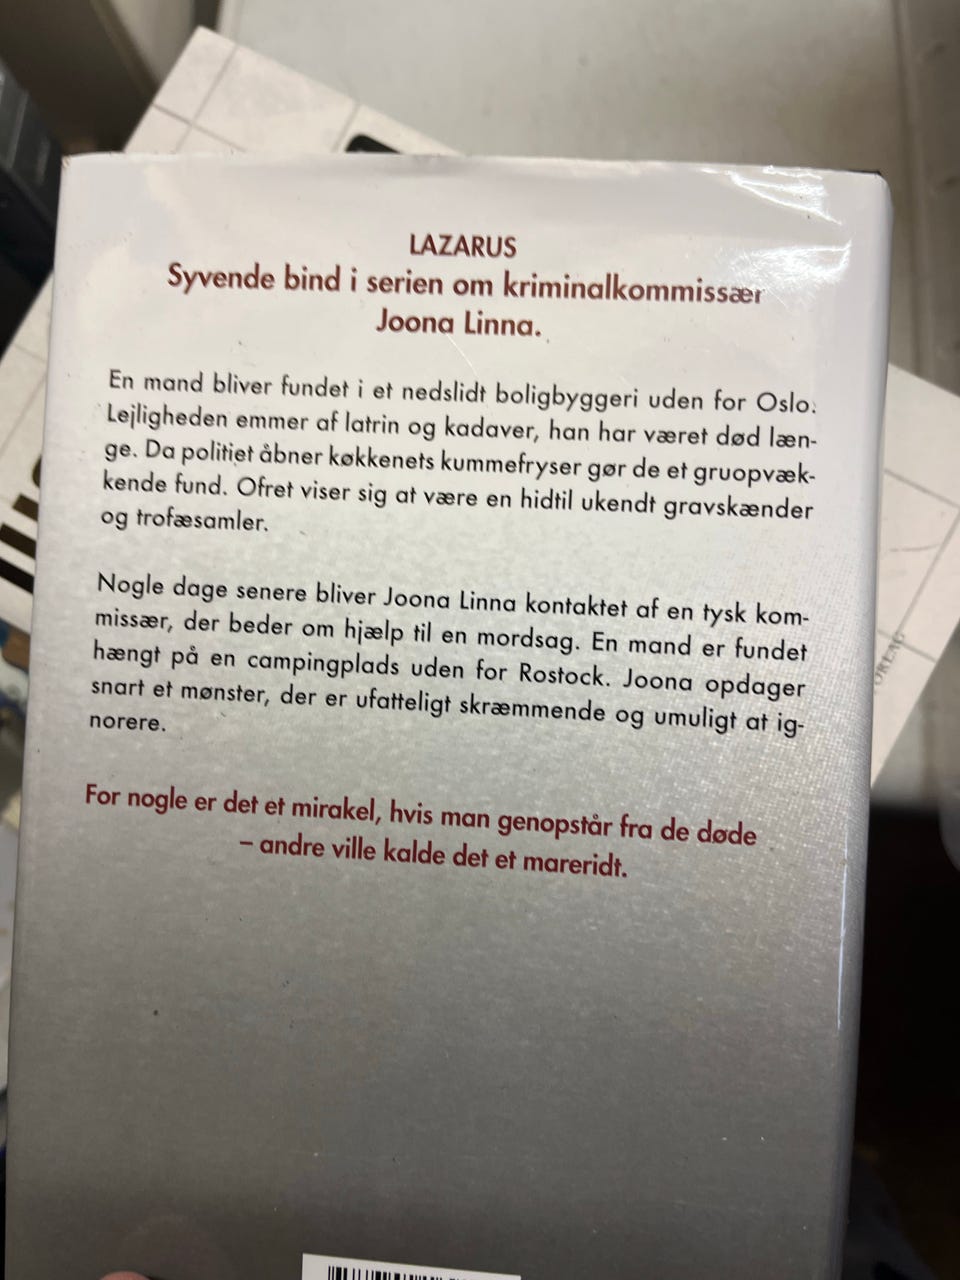 LAZARUS
Syvende bind i serien om kriminalkommissær
Joona Linna.
En mand bliver fundet i et nedslidt boligbyggeri uden for Oslo.
Lejligheden emmer af latrin og kadaver, han har været død læn-
ge. Da politiet åbner køkkenets kummefryser gør de et gruopvæk-
kende fund. Ofret viser sig at være en hidtil ukendt gravskænder
og trofæsamler.
Nogle dage senere bliver Joona Linna kontaktet af en tysk kom-
missær, der beder om hjælp til en mordsag. En mand er fundet
hængt på en campingplads uden for Rostock. Joona opdager
snart et mønster, der er ufatteligt skræmmende og umuligt at ig-
norere.
For nogle er det et mirakel, hvis man genopstår fra de døde
– andre ville kalde det et mareridt.